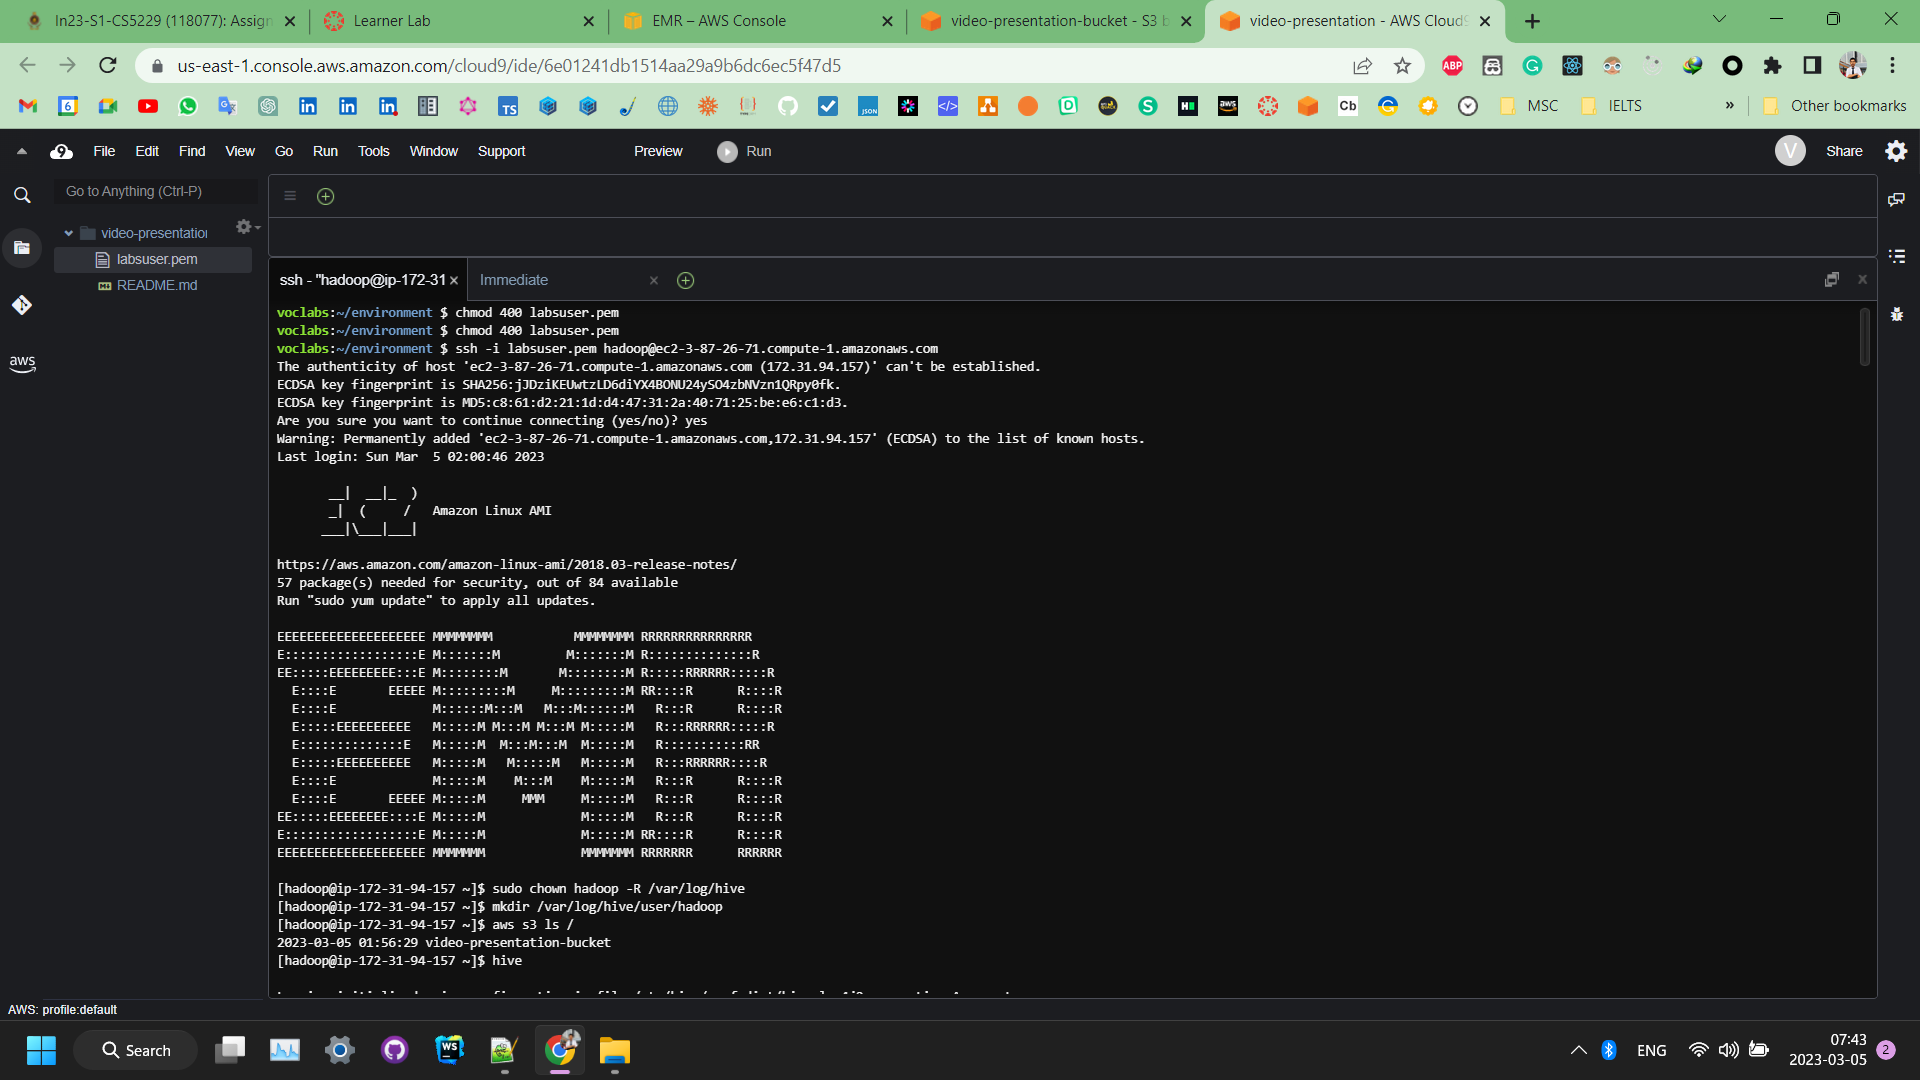 In23-S1-CS5229 (118077): Assign
Learner Lab
EMR – AWS Console
video-presentation-bucket - S3 b
video-presentation - AWS Cloud9
us-east-1.console.aws.amazon.com/cloud9/ide/6e01241db1514aa29a9b6dc6ec5f47d5
MSC
IELTS
Other bookmarks
File Edit Find View Go Run Tools Window Support Preview Run
V
Share
Go to Anything (Ctrl-P)
video-presentation
labsuser.pem
README.md
aws
ssh - "hadoop@ip-172-31
Immediate
voclabs:~/environment $ chmod 400 labsuser.pem
voclabs:~/environment $ chmod 400 labsuser.pem
voclabs:~/environment $ ssh -i labsuser.pem hadoop@ec2-3-87-26-71.compute-1.amazonaws.com
The authenticity of host 'ec2-3-87-26-71.compute-1.amazonaws.com (172.31.94.157)' can't be established.
ECDSA key fingerprint is SHA256:jJDziKEUwtzLD6diYX4BONU24ySO4zbNVzn1QRpy0fk.
ECDSA key fingerprint is MD5:c8:61:d2:21:1d:d4:47:31:2a:40:71:25:be:e6:c1:d3.
Are you sure you want to continue connecting (yes/no)? yes
Warning: Permanently added 'ec2-3-87-26-71.compute-1.amazonaws.com,172.31.94.157' (ECDSA) to the list of known hosts.
Last login: Sun Mar  5 02:00:46 2023
       __|  __|_  )
       _|  (     /   Amazon Linux AMI
      ___|\___|___|
https://aws.amazon.com/amazon-linux-ami/2018.03-release-notes/
57 package(s) needed for security, out of 84 available
Run "sudo yum update" to apply all updates.
EEEEEEEEEEEEEEEEEEEE MMMMMMMM           MMMMMMMM RRRRRRRRRRRRRRR
E::::::::::::::::::E M:::::::M         M:::::::M R::::::::::::::R
EE:::::EEEEEEEEE:::E M::::::::M       M::::::::M R:::::RRRRRR:::::R
  E::::E       EEEEE M:::::::::M     M:::::::::M RR::::R      R::::R
  E::::E             M::::::M:::M   M:::M::::::M   R:::R      R::::R
  E:::::EEEEEEEEEE   M:::::M M:::M M:::M M:::::M   R:::RRRRRR:::::R
  E::::::::::::::E   M:::::M  M:::M:::M  M:::::M   R:::::::::::RR
  E:::::EEEEEEEEEE   M:::::M   M:::::M   M:::::M   R:::RRRRRR::::R
  E::::E             M:::::M    M:::M    M:::::M   R:::R      R::::R
  E::::E       EEEEE M:::::M     MMM     M:::::M   R:::R      R::::R
EE:::::EEEEEEEE::::E M:::::M             M:::::M   R:::R      R::::R
E::::::::::::::::::E M:::::M             M:::::M RR::::R      R::::R
EEEEEEEEEEEEEEEEEEEE MMMMMMM             MMMMMMM RRRRRRR      RRRRRR
[hadoop@ip-172-31-94-157 ~]$ sudo chown hadoop -R /var/log/hive
[hadoop@ip-172-31-94-157 ~]$ mkdir /var/log/hive/user/hadoop
[hadoop@ip-172-31-94-157 ~]$ aws s3 ls /
2023-03-05 01:56:29 video-presentation-bucket
[hadoop@ip-172-31-94-157 ~]$ hive
AWS: profile:default
Search
ENG
07:43
2023-03-05
2